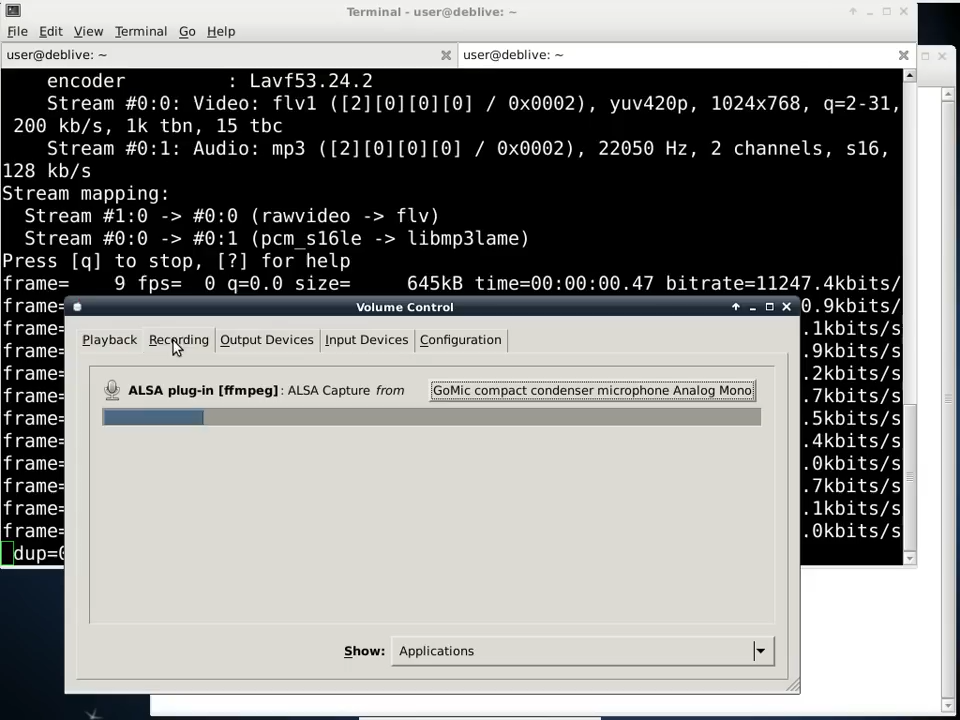 Terminal - user@deblive: ~
File Edit View Terminal Go Help
user@deblive: ~
user@deblive: ~
encoder : Lavf53.24.2
Stream #0:0: Video: flv1 ([2][0][0][0] / 0x0002), yuv420p, 1024x768, q=2-31,
200 kb/s, 1k tbn, 15 tbc
Stream #0:1: Audio: mp3 ([2][0][0][0] / 0x0002), 22050 Hz, 2 channels, s16,
128 kb/s
Stream mapping:
Stream #1:0 -> #0:0 (rawvideo -> flv)
Stream #0:0 -> #0:1 (pcm_s16le -> libmp3lame)
Press [q] to stop, [?] for help
frame= 9 fps= 0 q=0.0 size= 645kB time=00:00:00.47 bitrate=11247.4kbits/
frame= 0.9kbits/s
frame= .1kbits/s
frame= .9kbits/s
frame= .2kbits/s
frame= .7kbits/s
frame= .5kbits/s
frame= .4kbits/s
frame= .0kbits/s
frame= .7kbits/s
frame= .1kbits/s
frame= .0kbits/s
dup=0
Volume Control
Playback Recording Output Devices Input Devices Configuration
ALSA plug-in [ffmpeg]: ALSA Capture from GoMic compact condenser microphone Analog Mono
Show: Applications